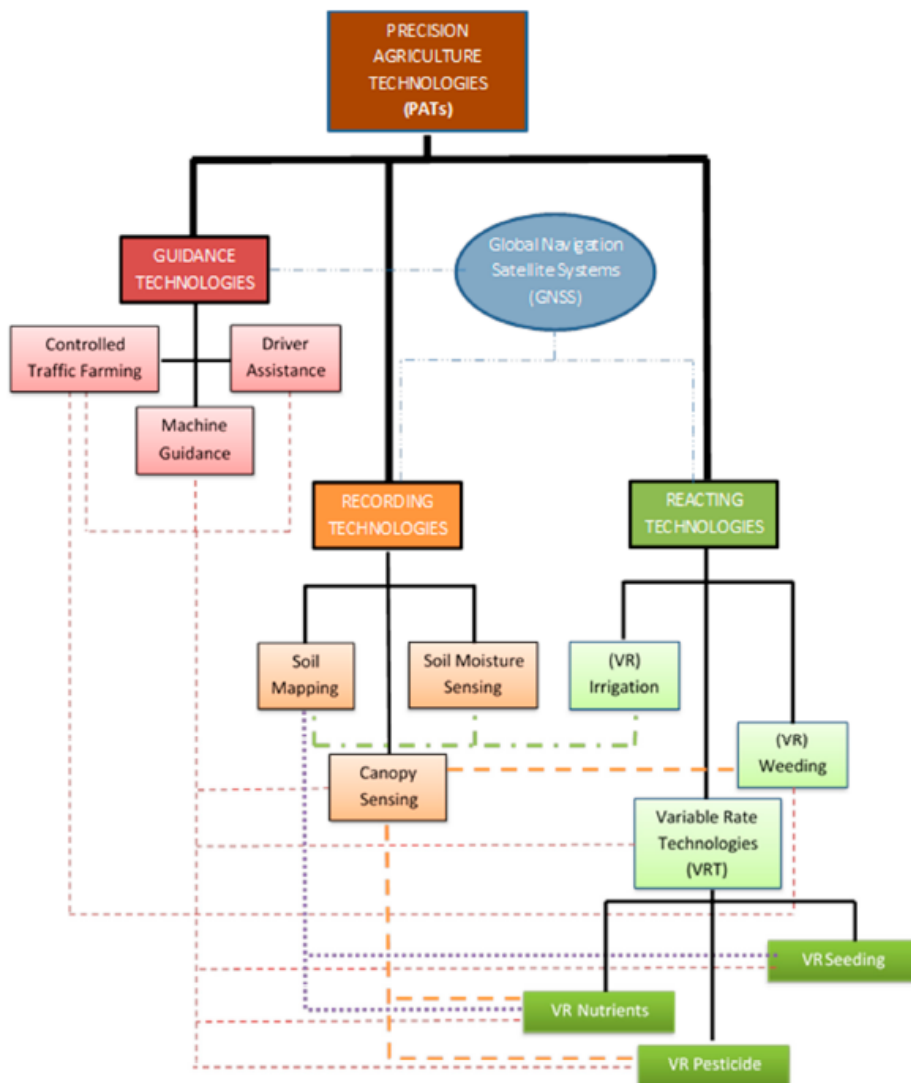 PRECISION
AGRICULTURE
TECHNOLOGIES
(PATs)
GUIDANCE
TECHNOLOGIES
Global Navigation
Satellite Systems
(GNSS)
Controlled
Traffic Farming
Driver
Assistance
Machine
Guidance
RECORDING
TECHNOLOGIES
REACTING
TECHNOLOGIES
Soil
Mapping
Soil Moisture
Sensing
(VR)
Irrigation
(VR)
Weeding
Canopy
Sensing
Variable Rate
Technologies
(VRT)
VR Seeding
VR Nutrients
VR Pesticide